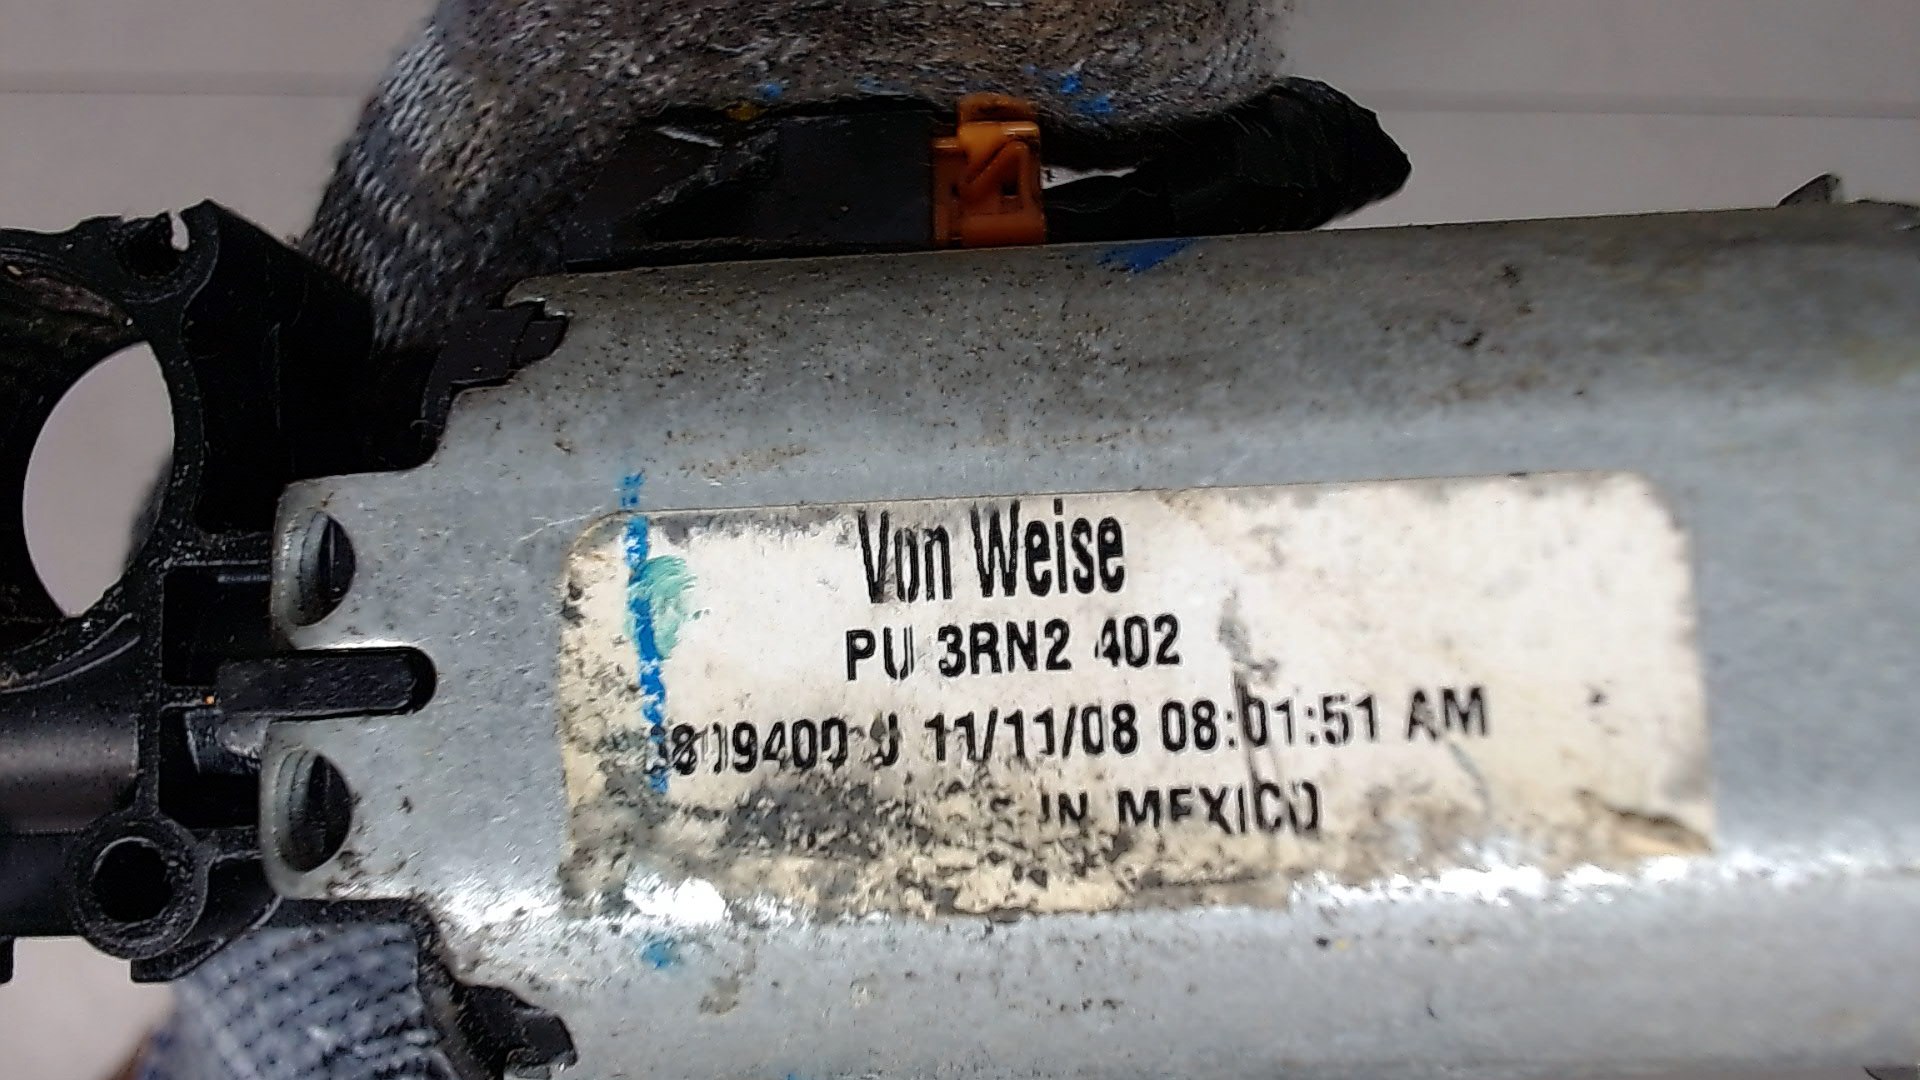 Von Weise
PU 3RN2 402
11/11/08 08:01:51 AM
IN MEXICO